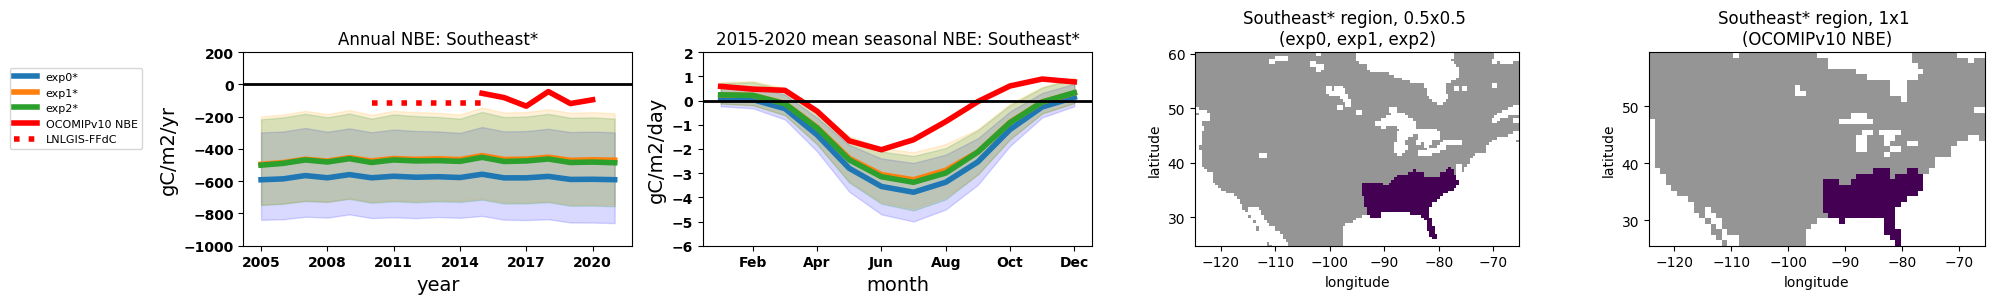 exp0*
exp1*
exp2*
OCOMIPv10 NBE
LNLGIS-FFdC
Annual NBE: Southeast*
gC/m2/yr
200
0
−200
−400
−600
−800
−1000
2005
2008
2011
2014
2017
2020
year
2015-2020 mean seasonal NBE: Southeast*
gC/m2/day
2
1
0
−1
−2
−3
−4
−5
−6
Feb
Apr
Jun
Aug
Oct
Dec
month
Southeast* region, 0.5x0.5
(exp0, exp1, exp2)
latitude
60
50
40
30
−120
−110
−100
−90
−80
−70
longitude
Southeast* region, 1x1
(OCOMIPv10 NBE)
latitude
50
40
30
−120
−110
−100
−90
−80
−70
longitude